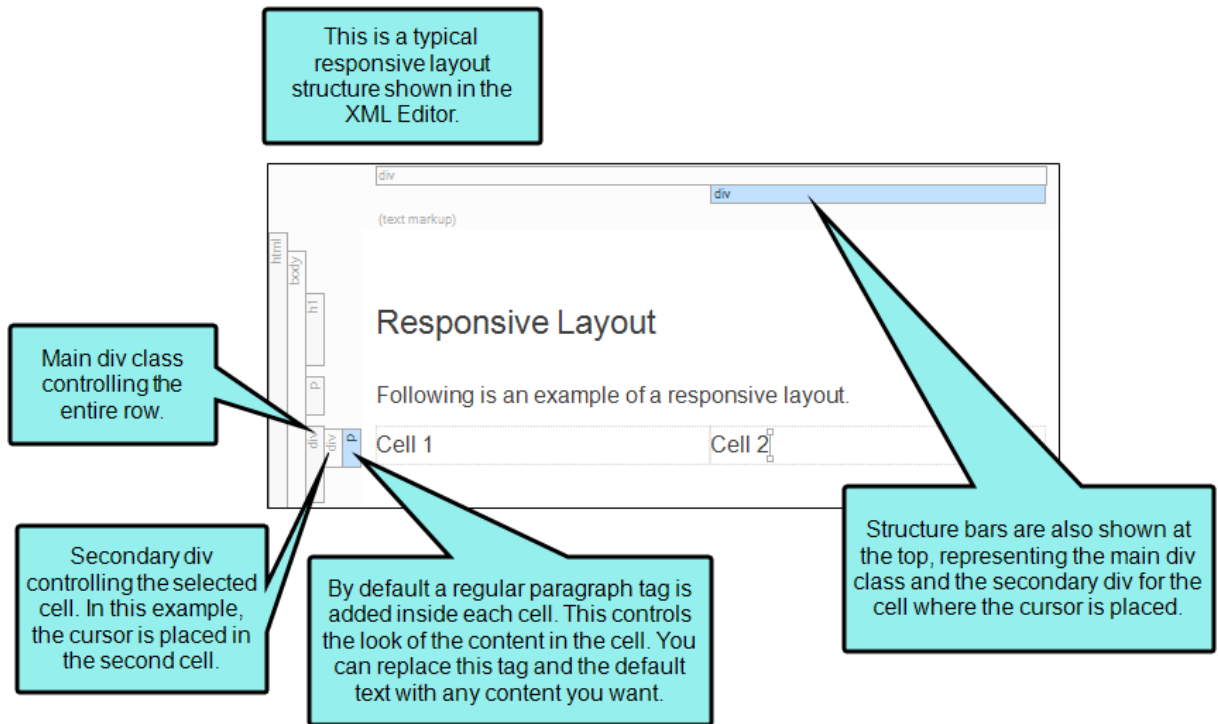 This is a typical
responsive layout
structure shown in the
XML Editor.
div
div
(text markup)
html
body
h1
Responsive Layout
Main div class
controlling the
entire row.
p
Following is an example of a responsive layout.
div
div
p
Cell 1
Cell 2
Secondary div
controlling the selected
cell. In this example,
the cursor is placed in
the second cell.
By default a regular paragraph tag is
added inside each cell. This controls
the look of the content in the cell. You
can replace this tag and the default
text with any content you want.
Structure bars are also shown at
the top, representing the main div
class and the secondary div for the
cell where the cursor is placed.